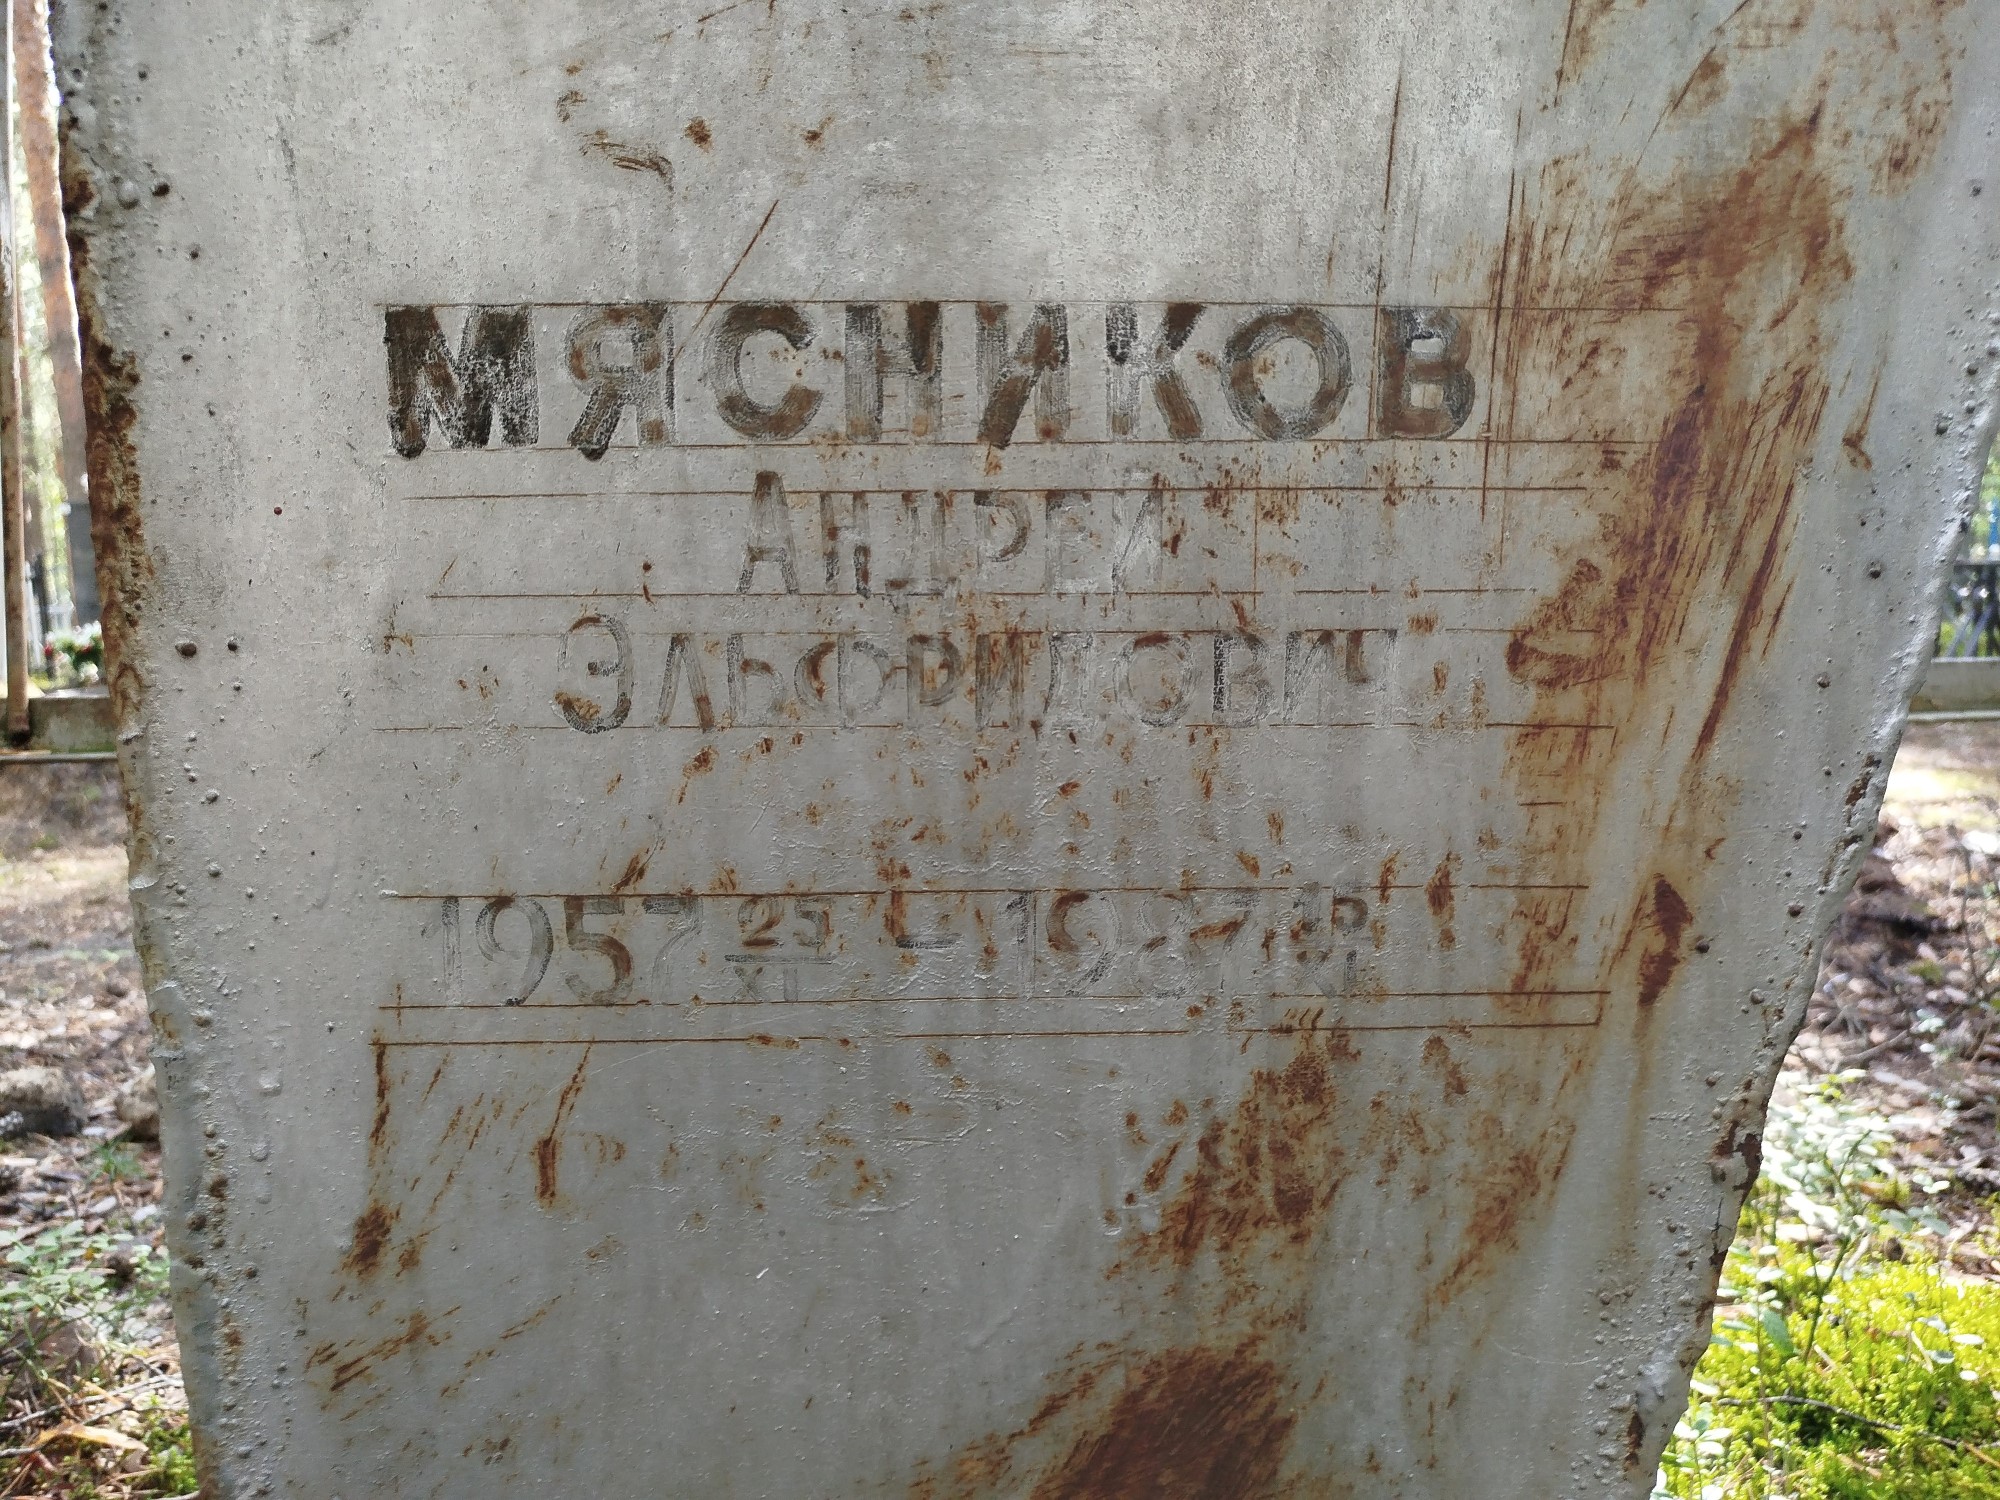 МЯСНИКОВ
АНДРЕЙ
ЭЛЬФРИДОВИЧ
1957 25/XI – 1987